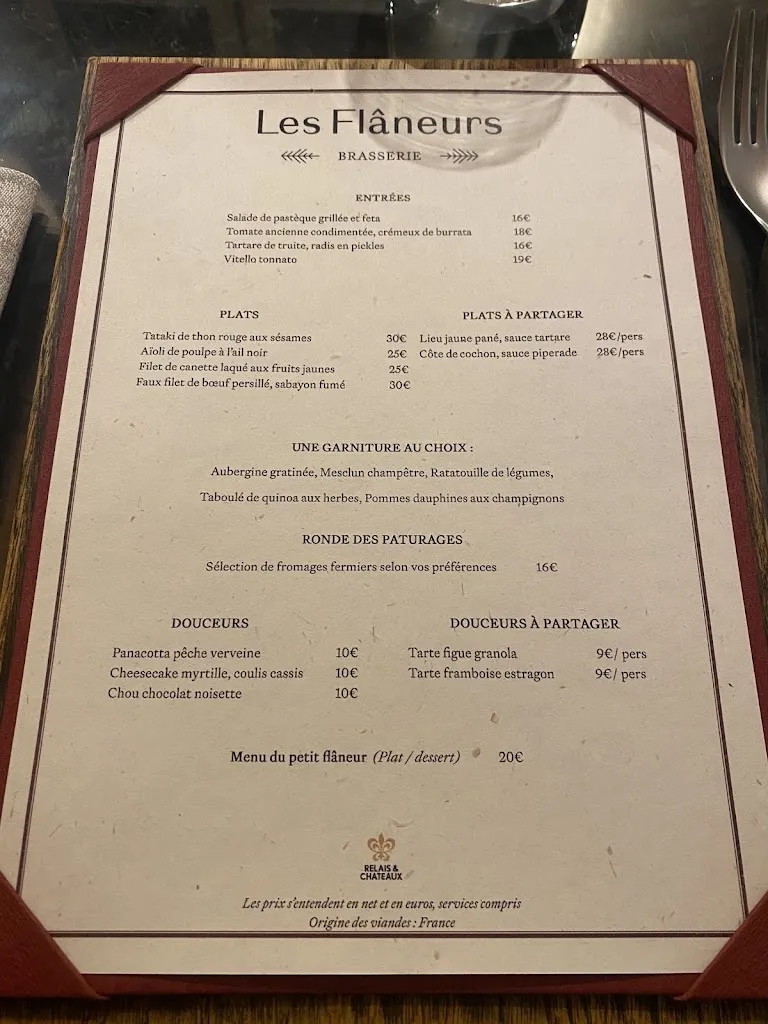 Les Flâneurs
BRASSERIE
ENTRÉES
Salade de pastèque grillée et feta 16€
Tomate ancienne condimentée, crémeux de burrata 18€
Tartare de truite, radis en pickles 16€
Vitello tonnato 19€
PLATS
Tataki de thon rouge aux sésames 30€
Aïoli de poulpe à l'ail noir 25€
Filet de canette laqué aux fruits jaunes 25€
Faux filet de bœuf persillé, sabayon fumé 30€
PLATS À PARTAGER
Lieu jaune pané, sauce tartare 28€/pers
Côte de cochon, sauce piperade 28€/pers
UNE GARNITURE AU CHOIX :
Aubergine gratinée, Mesclun champêtre, Ratatouille de légumes,
Taboulé de quinoa aux herbes, Pommes dauphines aux champignons
RONDE DES PATURAGES
Sélection de fromages fermiers selon vos préférences 16€
DOUCEURS
Panacotta pêche verveine 10€
Cheesecake myrtille, coulis cassis 10€
Chou chocolat noisette 10€
DOUCEURS À PARTAGER
Tarte figue granola 9€/ pers
Tarte framboise estragon 9€/ pers
Menu du petit flâneur (Plat / dessert) 20€
RELAIS &
CHATEAUX
Les prix s'entendent en net et en euros, services compris
Origine des viandes : France